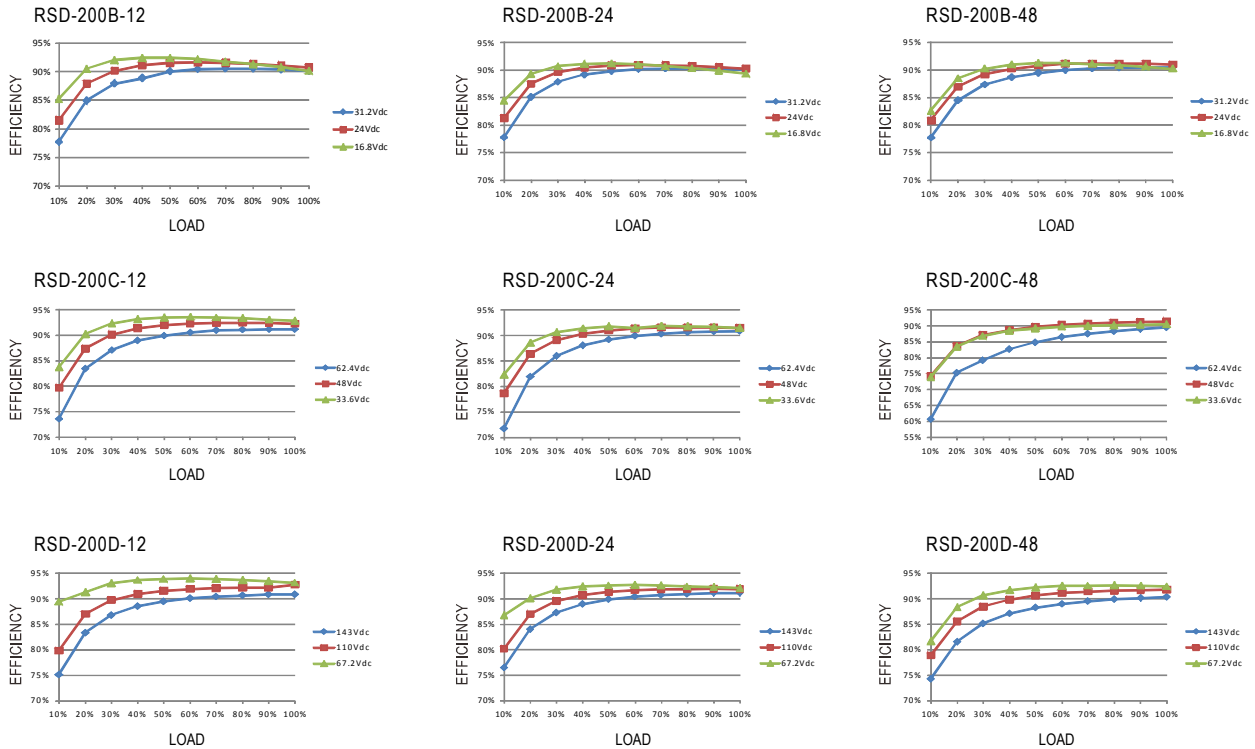 RSD-200B-12
95%
90%
85%
80%
75%
70%
EFFICIENCY
10% 20% 30% 40% 50% 60% 70% 80% 90% 100%
LOAD
31.2Vdc
24Vdc
16.8Vdc
RSD-200B-24
95%
90%
85%
80%
75%
70%
EFFICIENCY
10% 20% 30% 40% 50% 60% 70% 80% 90% 100%
LOAD
31.2Vdc
24Vdc
16.8Vdc
RSD-200B-48
95%
90%
85%
80%
75%
70%
EFFICIENCY
10% 20% 30% 40% 50% 60% 70% 80% 90% 100%
LOAD
31.2Vdc
24Vdc
16.8Vdc
RSD-200C-12
95%
90%
85%
80%
75%
70%
EFFICIENCY
10% 20% 30% 40% 50% 60% 70% 80% 90% 100%
LOAD
62.4Vdc
48Vdc
33.6Vdc
RSD-200C-24
95%
90%
85%
80%
75%
70%
EFFICIENCY
10% 20% 30% 40% 50% 60% 70% 80% 90% 100%
LOAD
62.4Vdc
48Vdc
33.6Vdc
RSD-200C-48
95%
90%
85%
80%
75%
70%
65%
60%
55%
EFFICIENCY
10% 20% 30% 40% 50% 60% 70% 80% 90% 100%
LOAD
62.4Vdc
48Vdc
33.6Vdc
RSD-200D-12
95%
90%
85%
80%
75%
70%
EFFICIENCY
10% 20% 30% 40% 50% 60% 70% 80% 90% 100%
LOAD
143Vdc
110Vdc
67.2Vdc
RSD-200D-24
95%
90%
85%
80%
75%
70%
EFFICIENCY
10% 20% 30% 40% 50% 60% 70% 80% 90% 100%
LOAD
143Vdc
110Vdc
67.2Vdc
RSD-200D-48
95%
90%
85%
80%
75%
70%
EFFICIENCY
10% 20% 30% 40% 50% 60% 70% 80% 90% 100%
LOAD
143Vdc
110Vdc
67.2Vdc